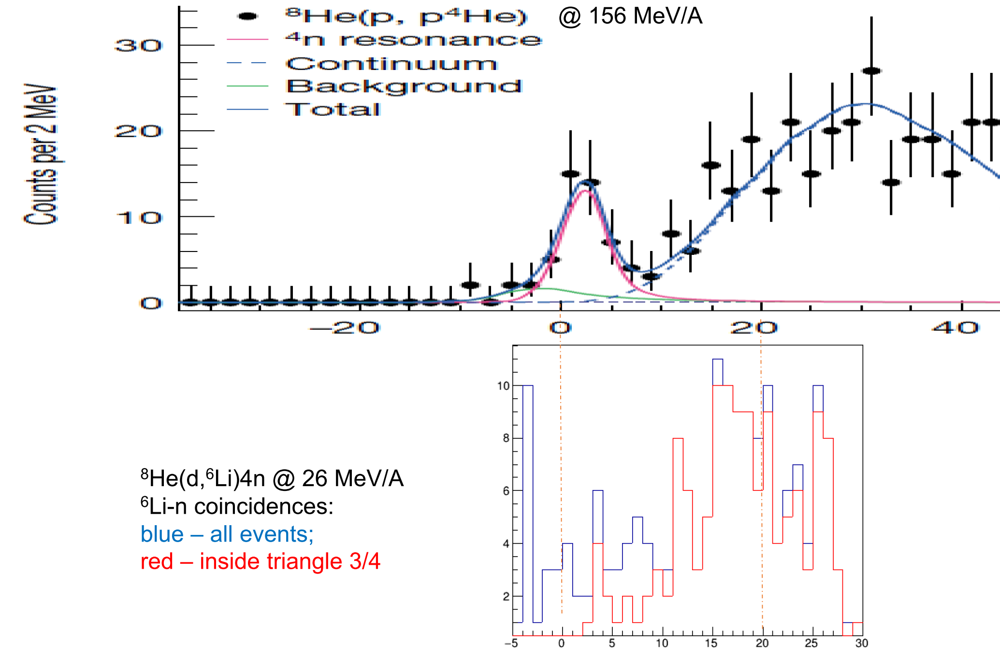 ⁸He(p, p⁴He) @ 156 MeV/A
⁴n resonance
Continuum
Background
Total
Counts per 2 MeV
30
20
10
0
−20 0 20 40
10
8
6
4
2
−5 0 5 10 15 20 25 30
⁸He(d,⁶Li)4n @ 26 MeV/A
⁶Li-n coincidences:
blue – all events;
red – inside triangle 3/4